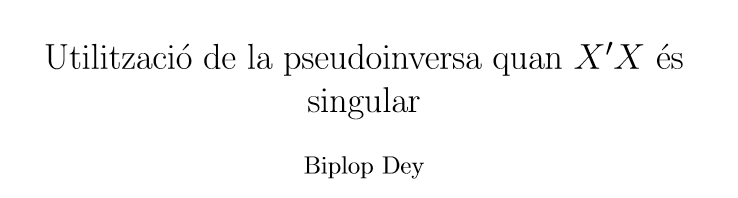 Utilització de la pseudoinversa quan X′X és
singular
Biplop Dey